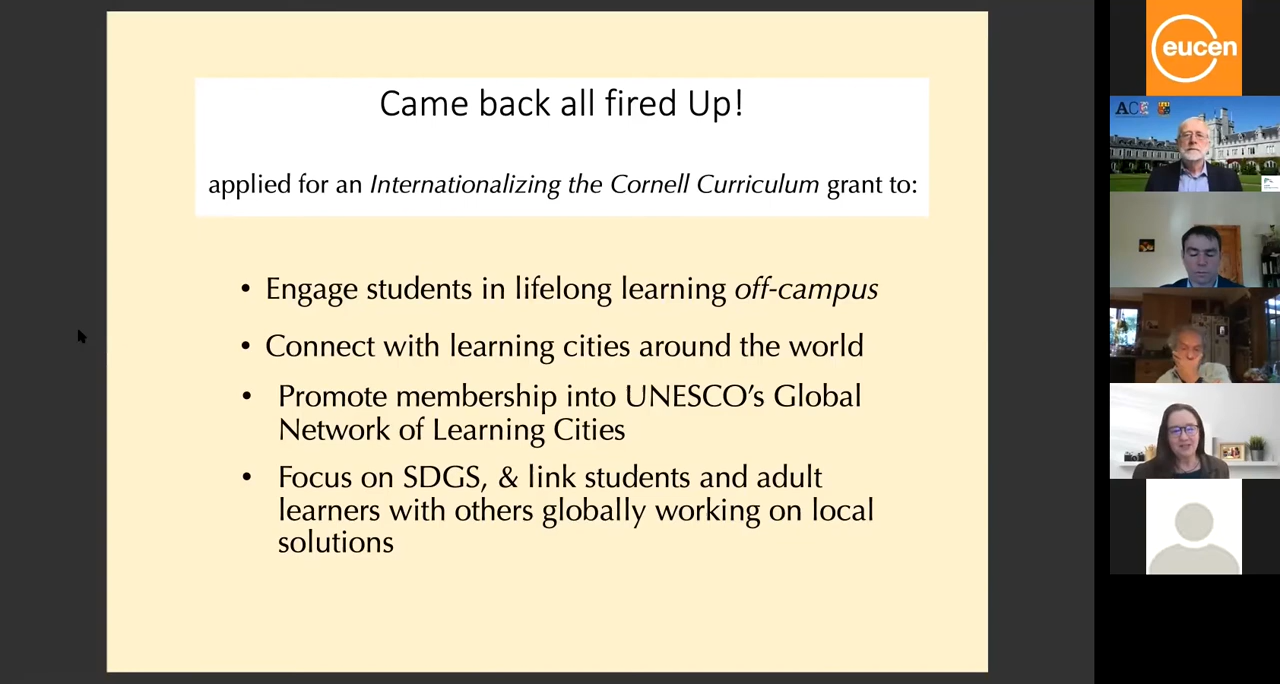 Came back all fired Up!
applied for an Internationalizing the Cornell Curriculum grant to:
• Engage students in lifelong learning off-campus
• Connect with learning cities around the world
• Promote membership into UNESCO’s Global
Network of Learning Cities
• Focus on SDGS, & link students and adult
learners with others globally working on local
solutions
eucen
ACE